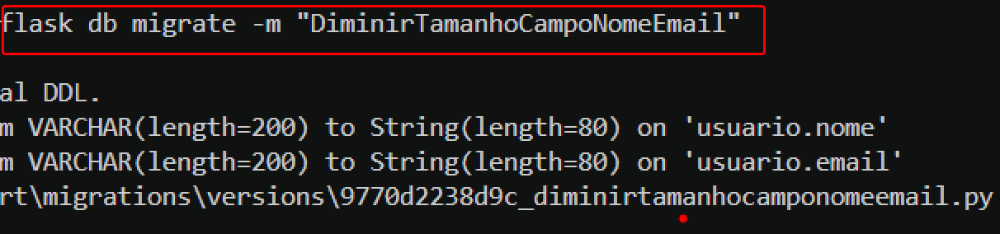 flask db migrate -m "DiminirTamanhoCampoNomeEmail"
al DDL.
m VARCHAR(length=200) to String(length=80) on 'usuario.nome'
m VARCHAR(length=200) to String(length=80) on 'usuario.email'
rt\migrations\versions\9770d2238d9c_diminirtamanhocamponomeemail.py